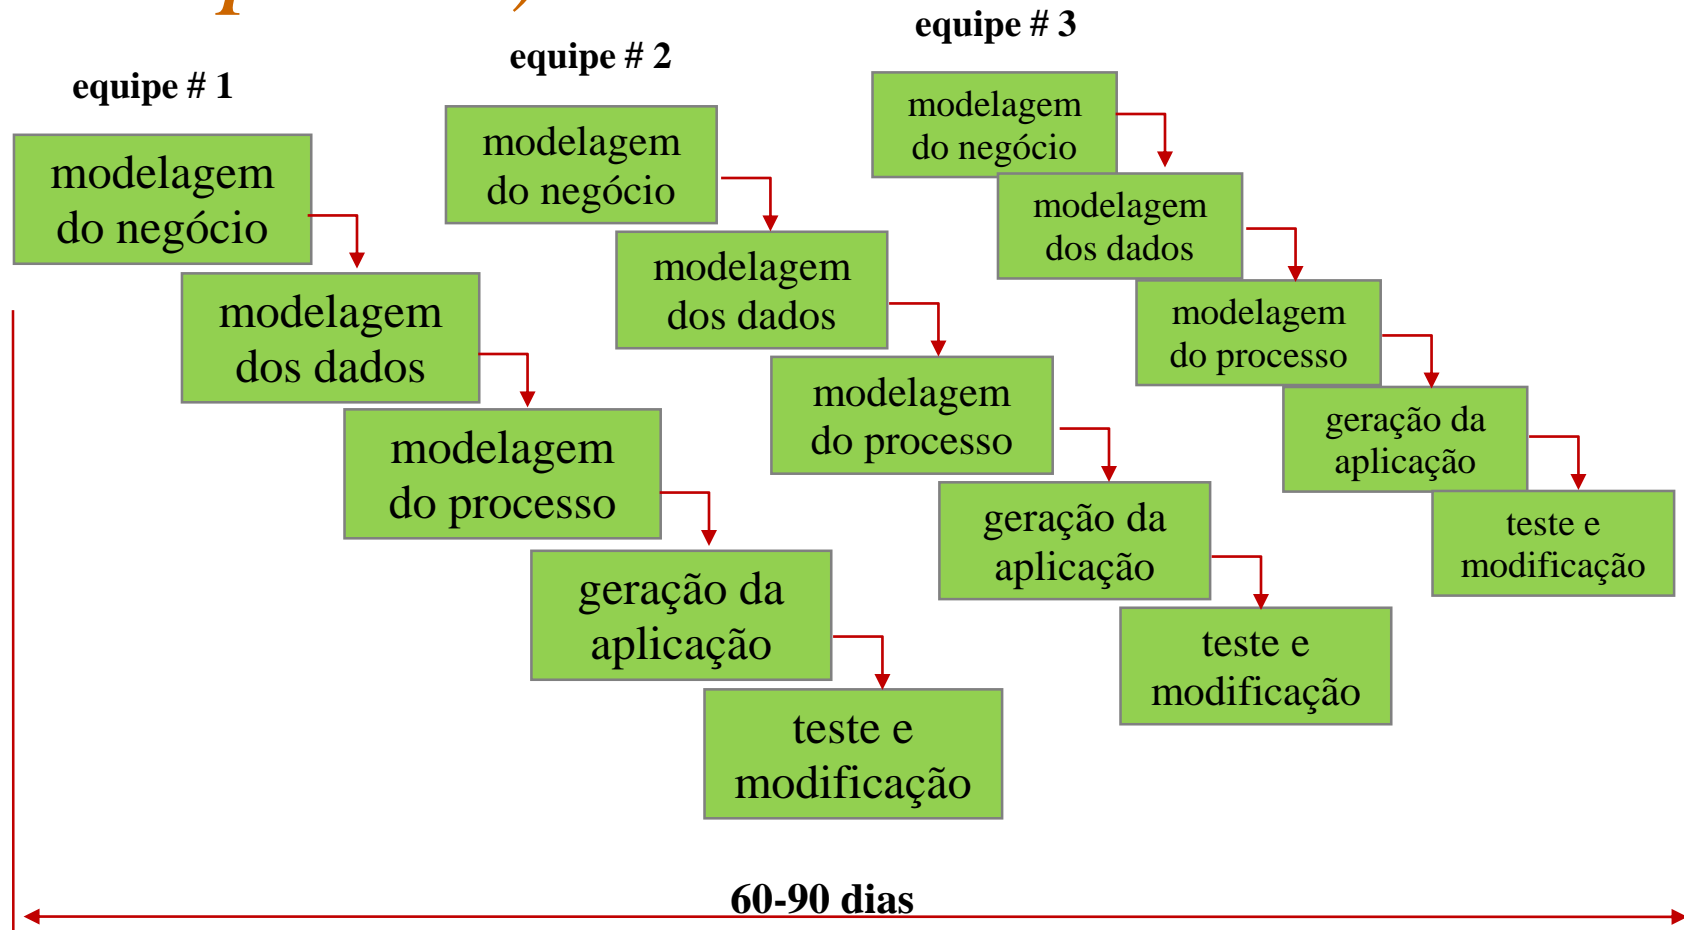 equipe # 1
modelagem
do negócio
modelagem
dos dados
modelagem
do processo
geração da
aplicação
teste e
modificação
equipe # 2
modelagem
do negócio
modelagem
dos dados
modelagem
do processo
geração da
aplicação
teste e
modificação
equipe # 3
modelagem
do negócio
modelagem
dos dados
modelagem
do processo
geração da
aplicação
teste e
modificação
60-90 dias